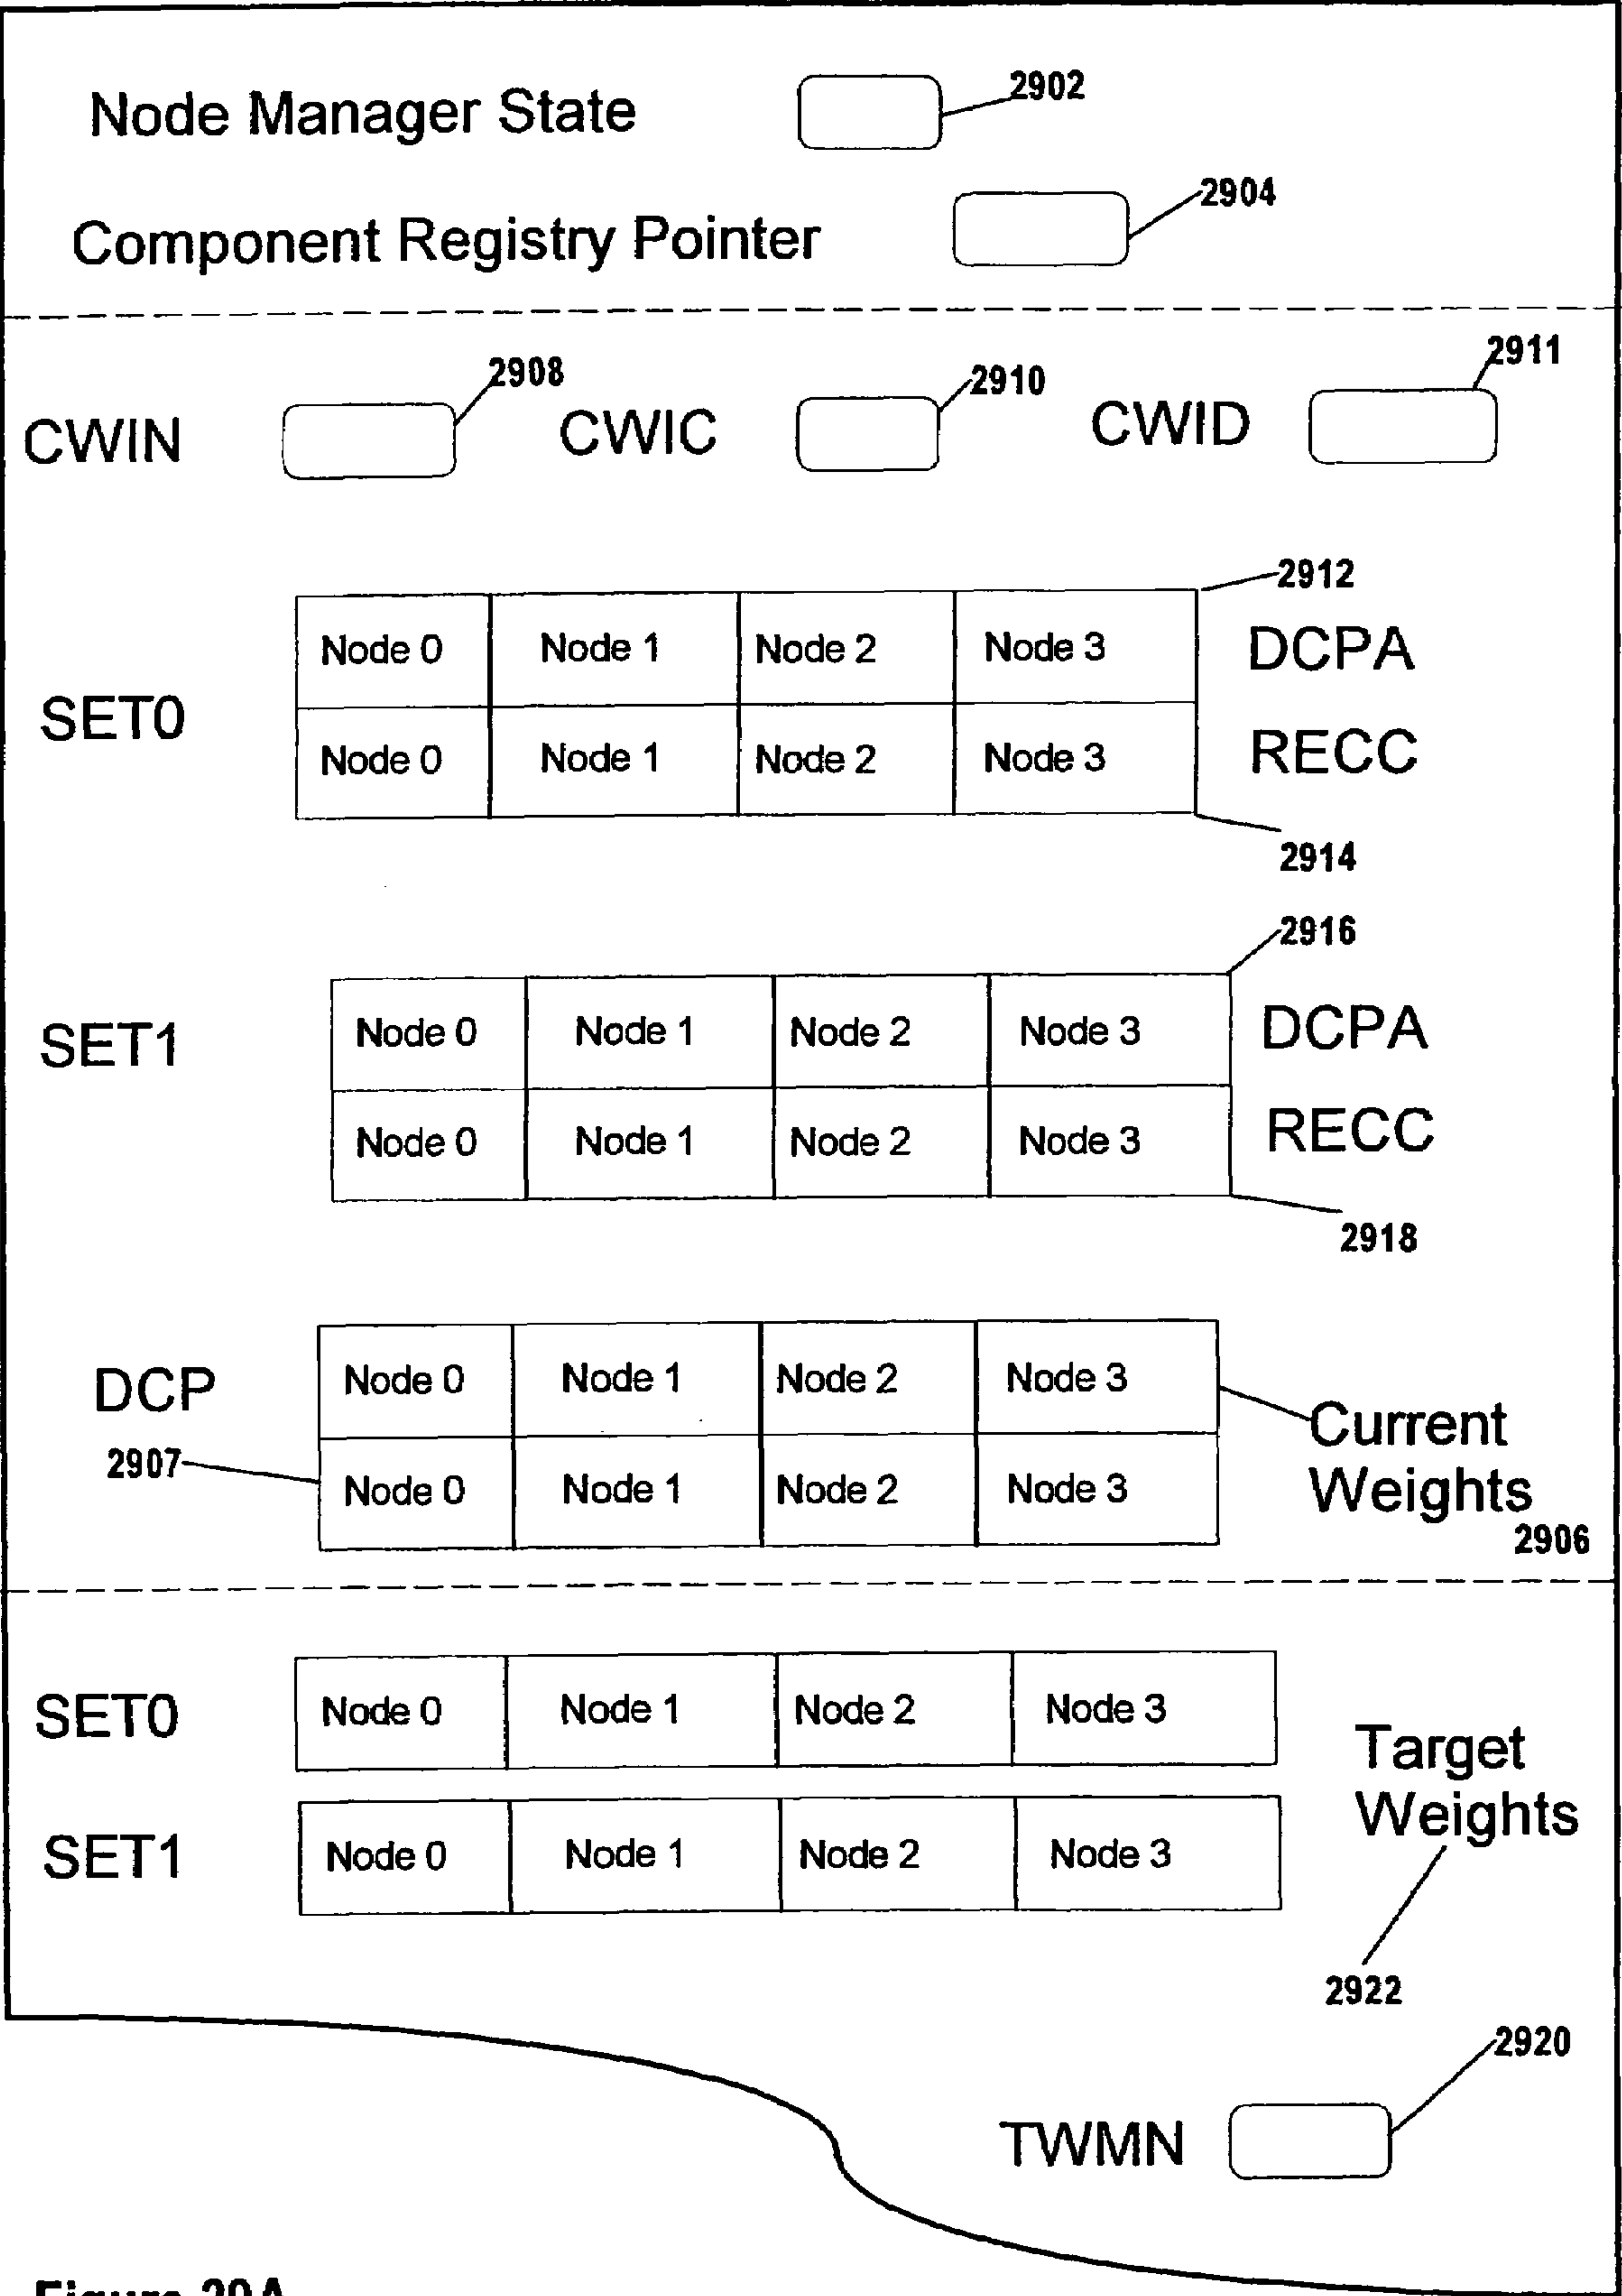 Node Manager State 2902
Component Registry Pointer 2904
CWIN 2908 CWIC 2910 CWID 2911
2912
Node 0 Node 1 Node 2 Node 3 DCPA
SET0
Node 0 Node 1 Node 2 Node 3 RECC
2914
2916
Node 0 Node 1 Node 2 Node 3 DCPA
SET1
Node 0 Node 1 Node 2 Node 3 RECC
2918
DCP Node 0 Node 1 Node 2 Node 3
Current
2907 Node 0 Node 1 Node 2 Node 3 Weights
2906
SET0 Node 0 Node 1 Node 2 Node 3
Target
Weights
SET1 Node 0 Node 1 Node 2 Node 3
2922
2920
TWMN
Figure 29A